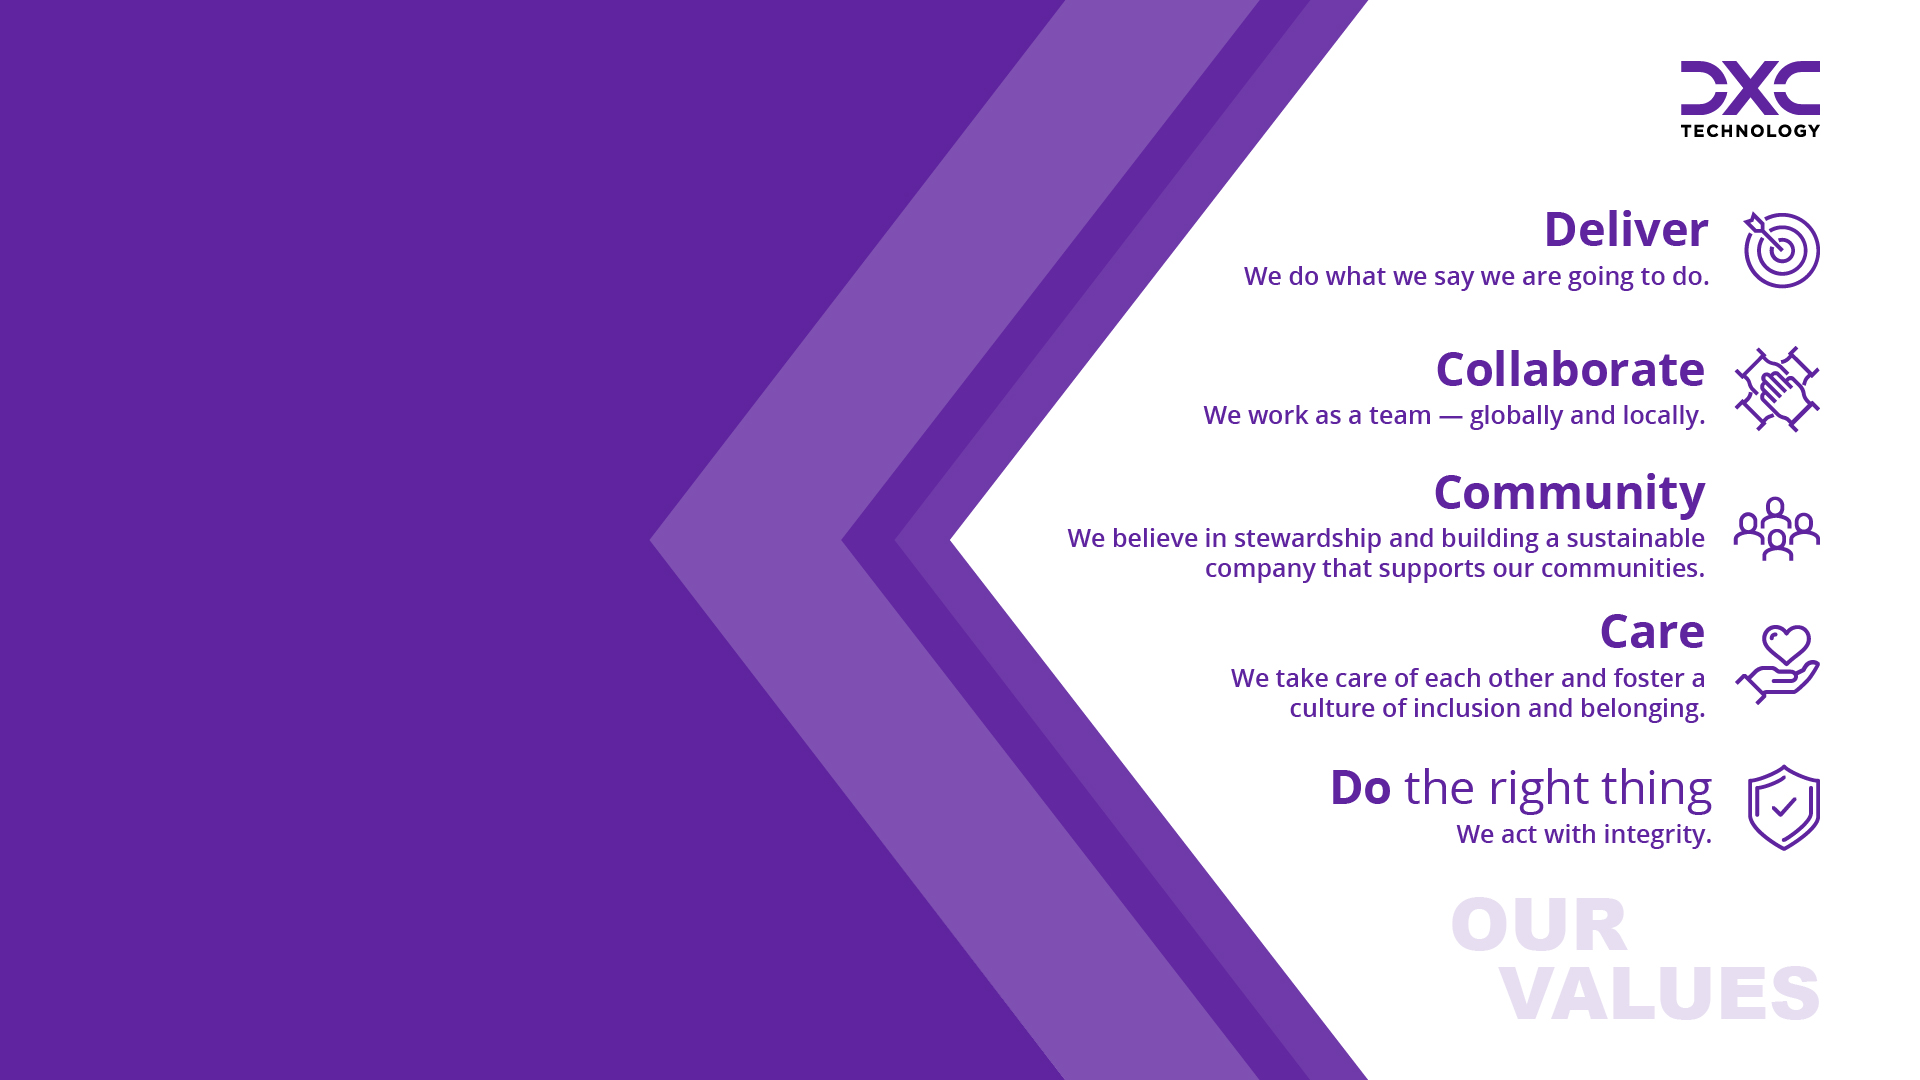 DXC
TECHNOLOGY
Deliver
We do what we say we are going to do.
Collaborate
We work as a team — globally and locally.
Community
We believe in stewardship and building a sustainable
company that supports our communities.
Care
We take care of each other and foster a
culture of inclusion and belonging.
Do the right thing
We act with integrity.
OUR
VALUES